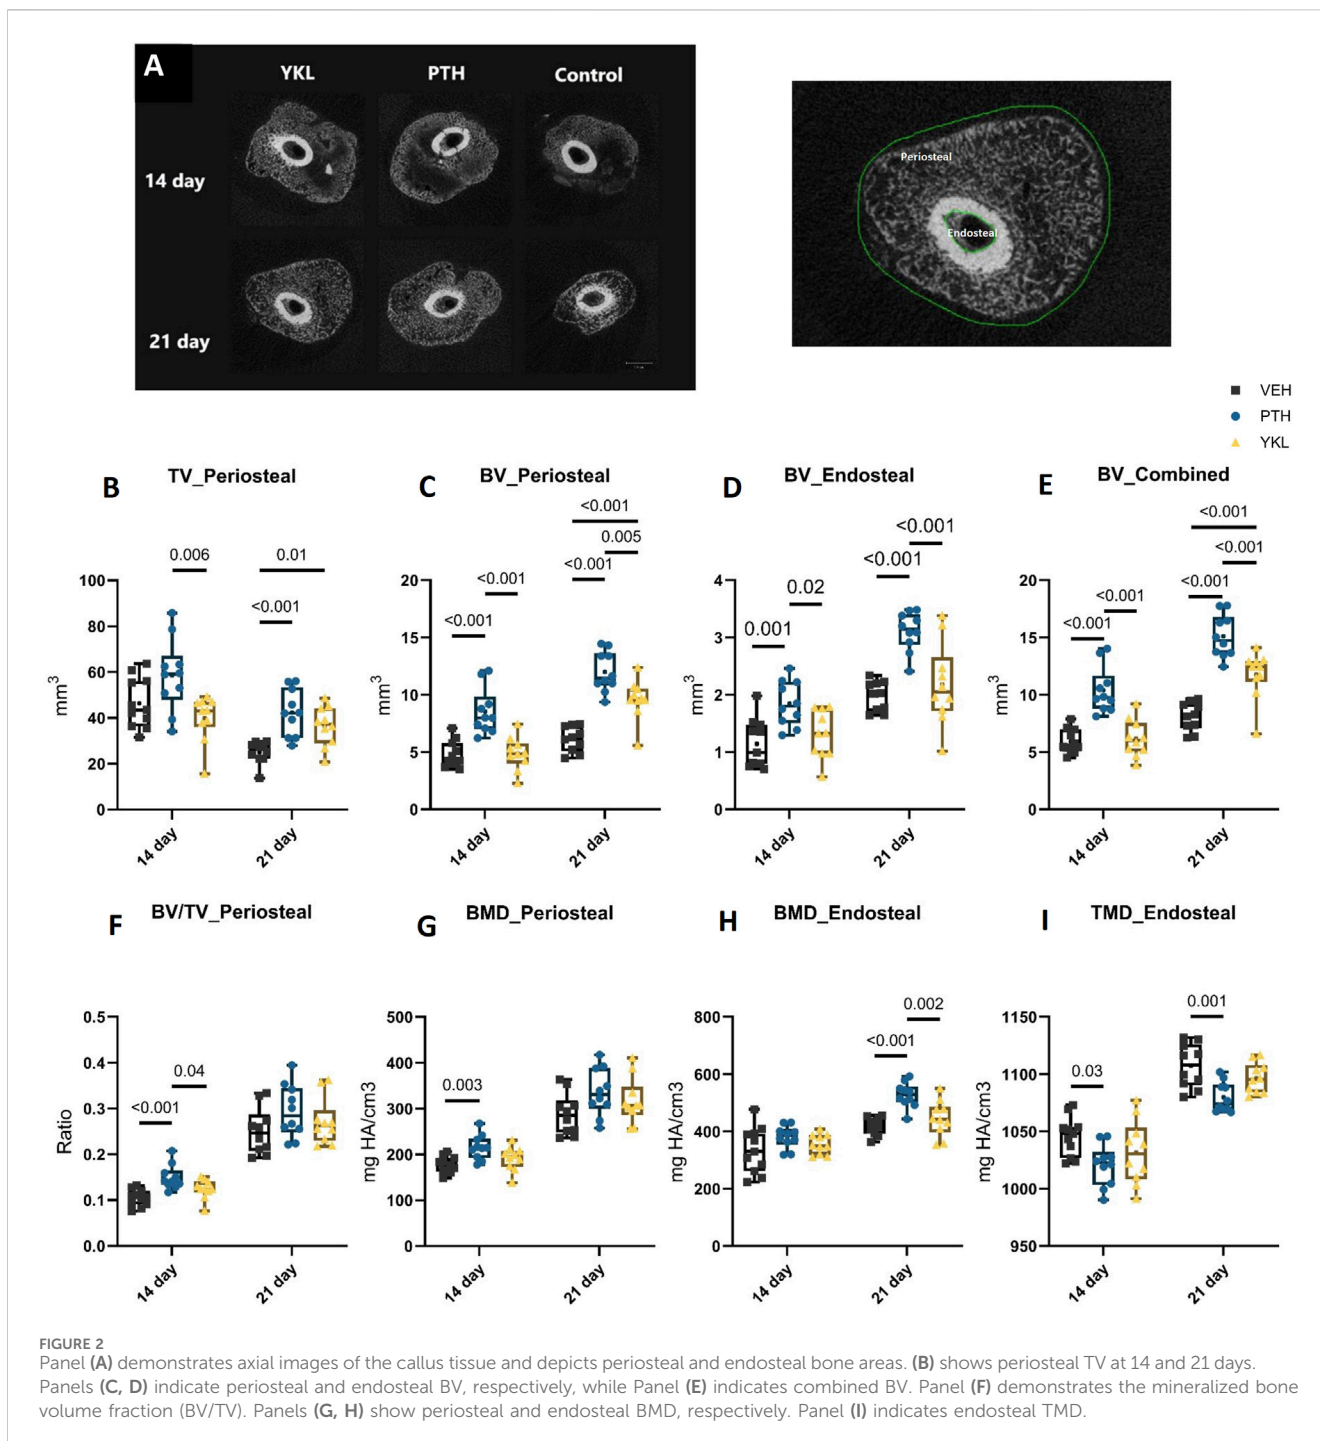 A
YKL
PTH
Control
14 day
21 day
Periosteal
Endosteal
VEH
PTH
YKL
B
TV_Periosteal
0.006
0.01
<0.001
100
80
60
40
20
0
mm³
14 day
21 day
C
BV_Periosteal
<0.001
0.005
<0.001
<0.001
<0.001
20
15
10
5
0
mm³
14 day
21 day
D
BV_Endosteal
<0.001
<0.001
0.02
0.001
4
3
2
1
0
mm³
14 day
21 day
E
BV_Combined
<0.001
<0.001
<0.001
<0.001
<0.001
20
15
10
5
0
mm³
14 day
21 day
F
BV/TV_Periosteal
0.04
<0.001
0.5
0.4
0.3
0.2
0.1
0.0
Ratio
14 day
21 day
G
BMD_Periosteal
0.003
500
400
300
200
100
0
mg HA/cm3
14 day
21 day
H
BMD_Endosteal
0.002
<0.001
800
600
400
200
0
mg HA/cm3
14 day
21 day
I
TMD_Endosteal
0.001
0.03
1150
1100
1050
1000
950
mg HA/cm3
14 day
21 day
FIGURE 2
Panel (A) demonstrates axial images of the callus tissue and depicts periosteal and endosteal bone areas. (B) shows periosteal TV at 14 and 21 days.
Panels (C, D) indicate periosteal and endosteal BV, respectively, while Panel (E) indicates combined BV. Panel (F) demonstrates the mineralized bone
volume fraction (BV/TV). Panels (G, H) show periosteal and endosteal BMD, respectively. Panel (I) indicates endosteal TMD.